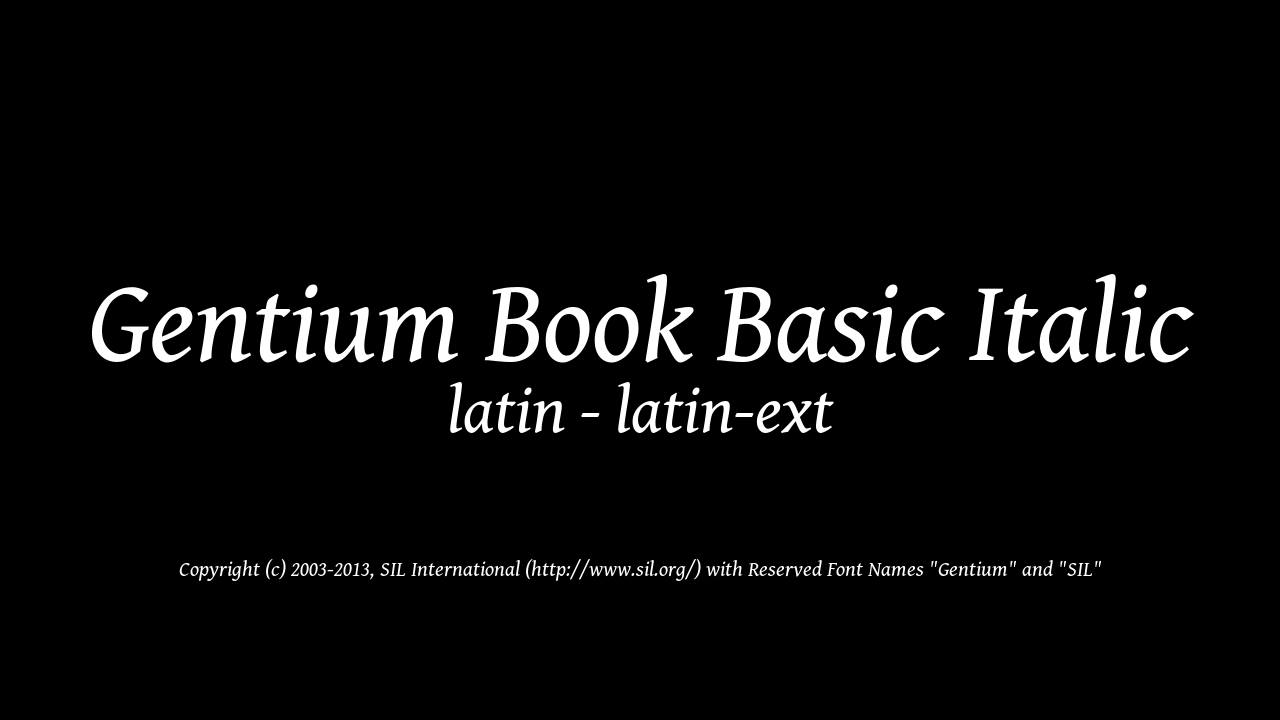 Gentium Book Basic Italic
latin - latin-ext
Copyright (c) 2003-2013, SIL International (http://www.sil.org/) with Reserved Font Names "Gentium" and "SIL"